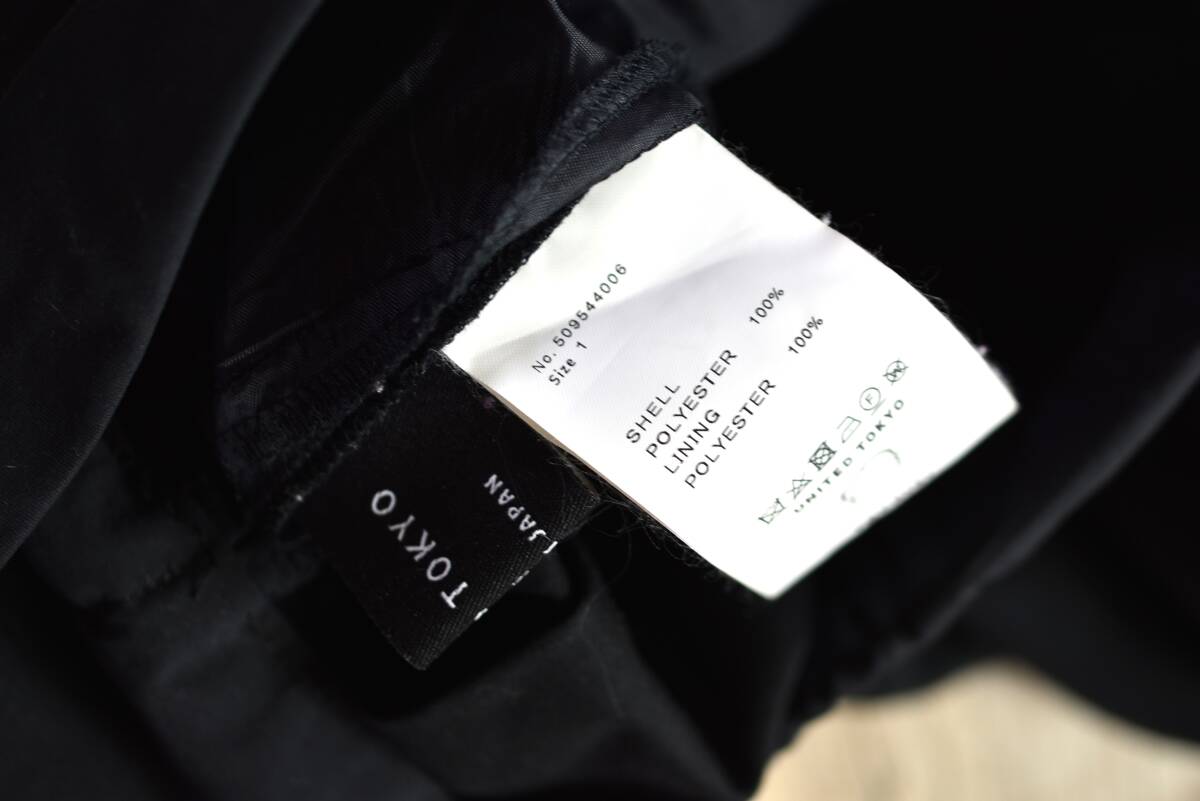 No. 509544006
Size 1
SHELL
POLYESTER 100%
LINING
POLYESTER 100%
F
UNITED TOKYO
TOKYO
JAPAN